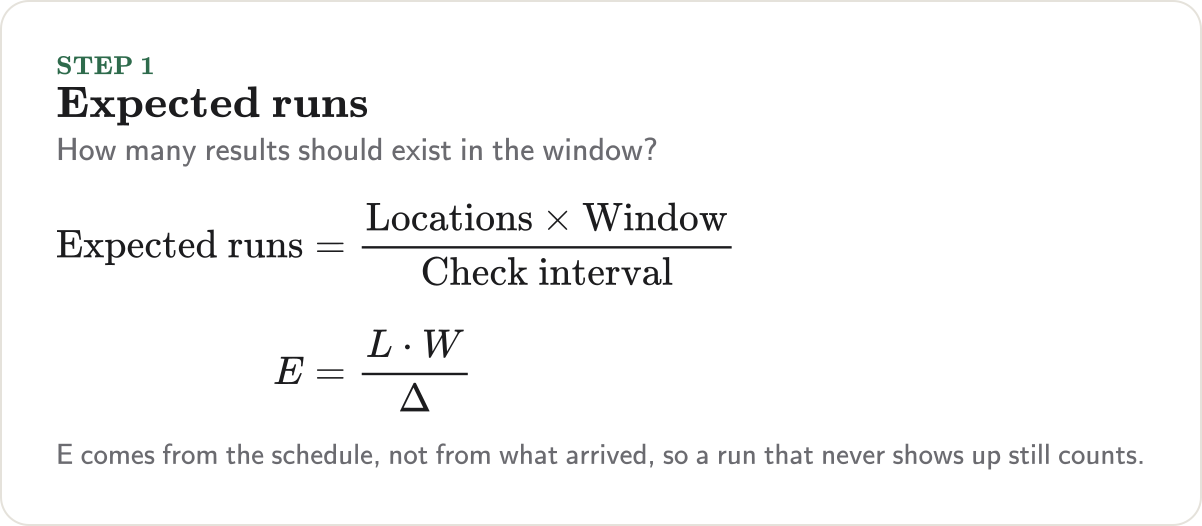 STEP 1
Expected runs
How many results should exist in the window?
Expected runs = Locations × Window / Check interval
E = L · W / Δ
E comes from the schedule, not from what arrived, so a run that never shows up still counts.